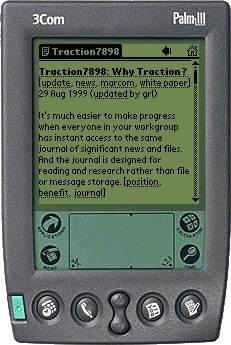 3Com PalmIII
Traction7898
Traction7898: Why Traction?
[update, news, marcom, white paper]
29 Aug 1999 (updated by grl)
It's much easier to make progress
when everyone in your workgroup
has instant access to the same
journal of significant news and files.
And the journal is designed for
reading and research rather than file
or message storage. [position,
benefit, journal]
APPLICATIONS
CALCULATOR
MENU
FIND